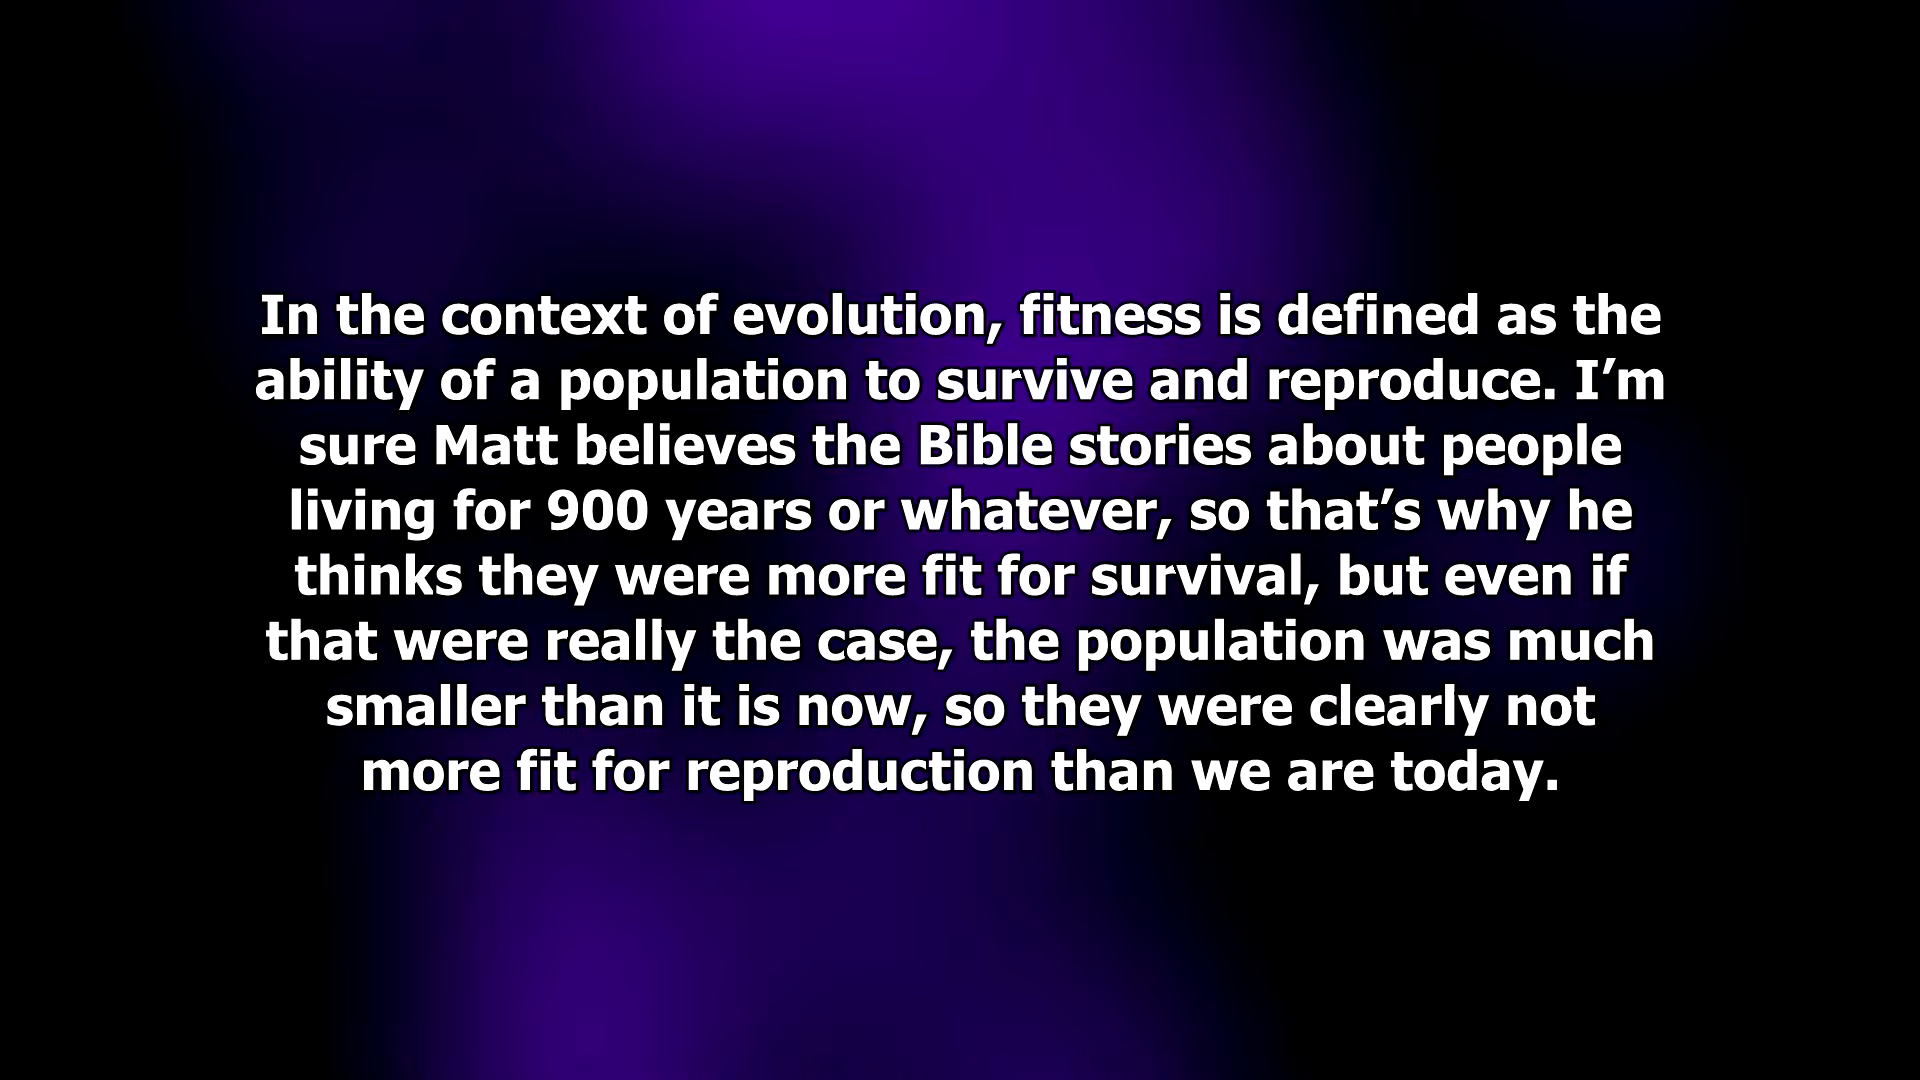 In the context of evolution, fitness is defined as the
ability of a population to survive and reproduce. I’m
sure Matt believes the Bible stories about people
living for 900 years or whatever, so that’s why he
thinks they were more fit for survival, but even if
that were really the case, the population was much
smaller than it is now, so they were clearly not
more fit for reproduction than we are today.